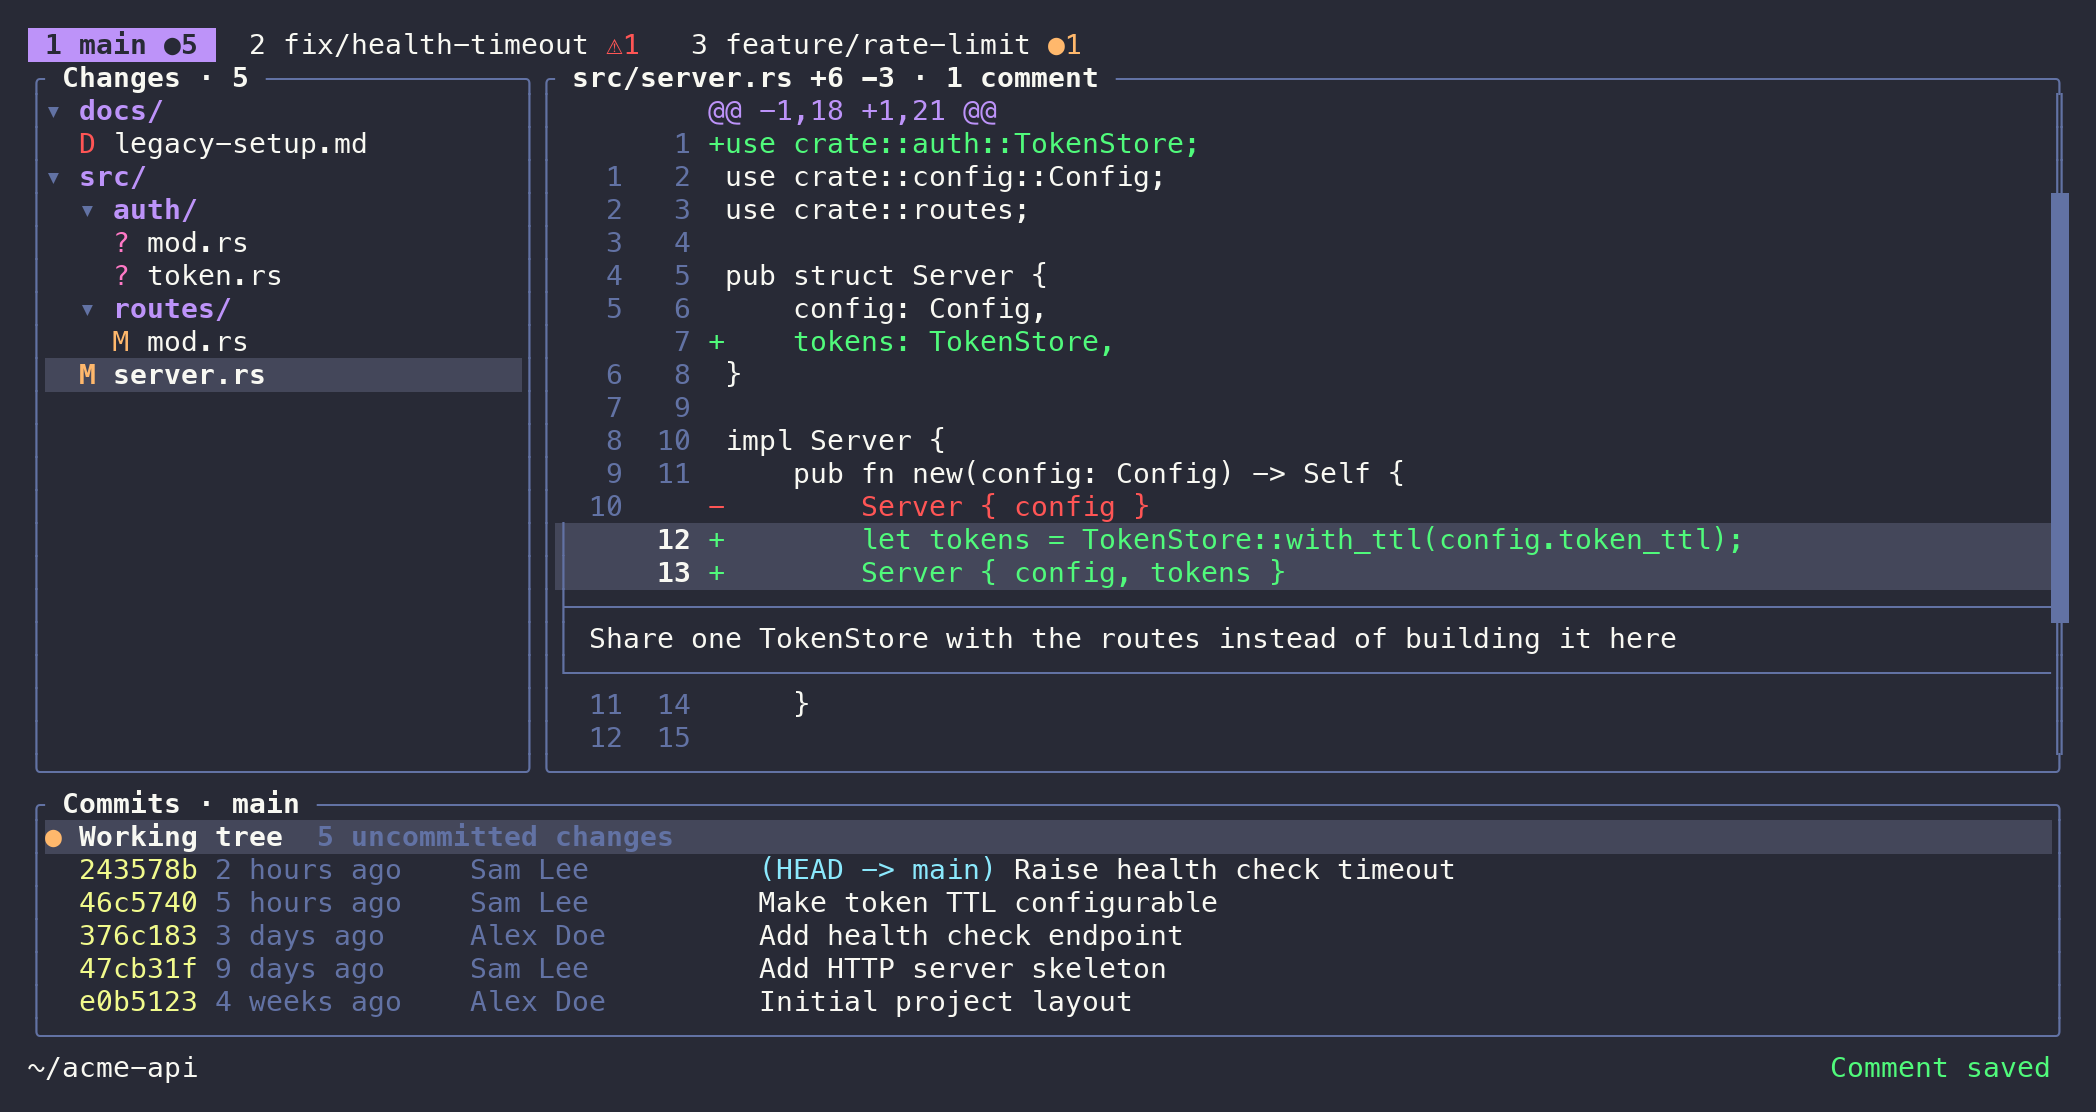 1 main ●5  2 fix/health-timeout ⚠1  3 feature/rate-limit ●1
Changes · 5
▾ docs/
D legacy-setup.md
▾ src/
▾ auth/
? mod.rs
? token.rs
▾ routes/
M mod.rs
M server.rs
src/server.rs +6 −3 · 1 comment
@@ −1,18 +1,21 @@
1 +use crate::auth::TokenStore;
1 2 use crate::config::Config;
2 3 use crate::routes;
3 4
4 5 pub struct Server {
5 6     config: Config,
7 +    tokens: TokenStore,
6 8 }
7 9
8 10 impl Server {
9 11     pub fn new(config: Config) −> Self {
10 −        Server { config }
12 +        let tokens = TokenStore::with_ttl(config.token_ttl);
13 +        Server { config, tokens }
Share one TokenStore with the routes instead of building it here
11 14     }
12 15
Commits · main
● Working tree  5 uncommitted changes
243578b 2 hours ago    Sam Lee    (HEAD −> main) Raise health check timeout
46c5740 5 hours ago    Sam Lee    Make token TTL configurable
376c183 3 days ago    Alex Doe    Add health check endpoint
47cb31f 9 days ago    Sam Lee    Add HTTP server skeleton
e0b5123 4 weeks ago    Alex Doe    Initial project layout
~/acme-api    Comment saved